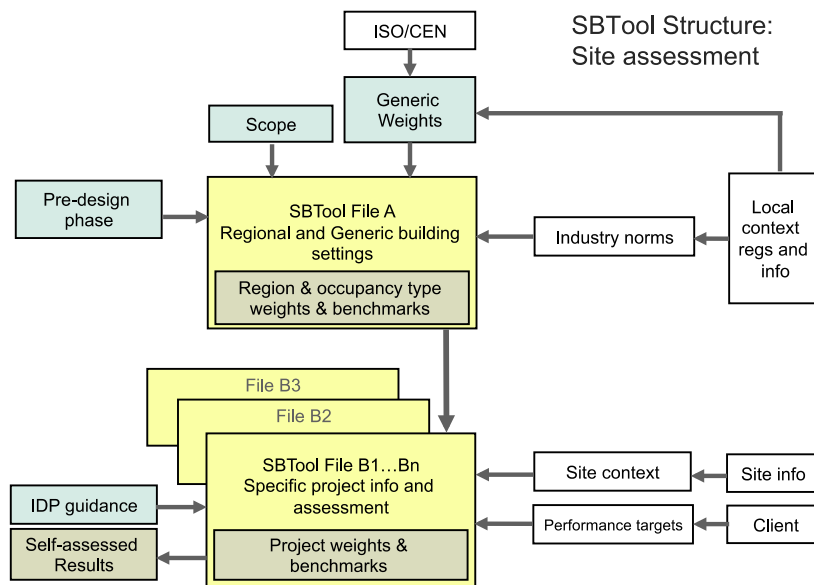 ISO/CEN
SBTool Structure:
Site assessment
Generic
Weights
Scope
Pre-design
phase
SBTool File A
Regional and Generic building
settings
Region & occupancy type
weights & benchmarks
Industry norms
Local
context
regs and
info
File B3
File B2
SBTool File B1...Bn
Specific project info and
assessment
Project weights &
benchmarks
IDP guidance
Self-assessed
Results
Site context
Site info
Performance targets
Client